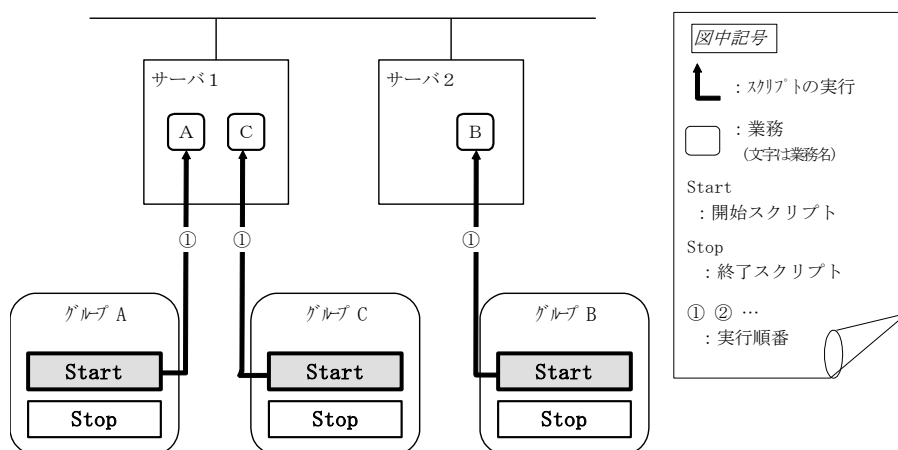 サーバ1
A
C
サーバ2
B
①
①
①
グループ A
Start
Stop
グループ C
Start
Stop
グループ B
Start
Stop
図中記号
：スクリプトの実行
：業務
(文字は業務名)
Start
：開始スクリプト
Stop
：終了スクリプト
① ② …
：実行順番